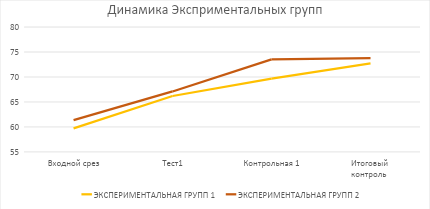 Динамика Эксприментальных групп
80
75
70
65
60
55
Входной срез Тест1 Контрольная 1 Итоговый
контроль
ЭКСПЕРИМЕНТАЛЬНАЯ ГРУПП 1 ЭКСПЕРИМЕНТАЛЬНАЯ ГРУПП 2